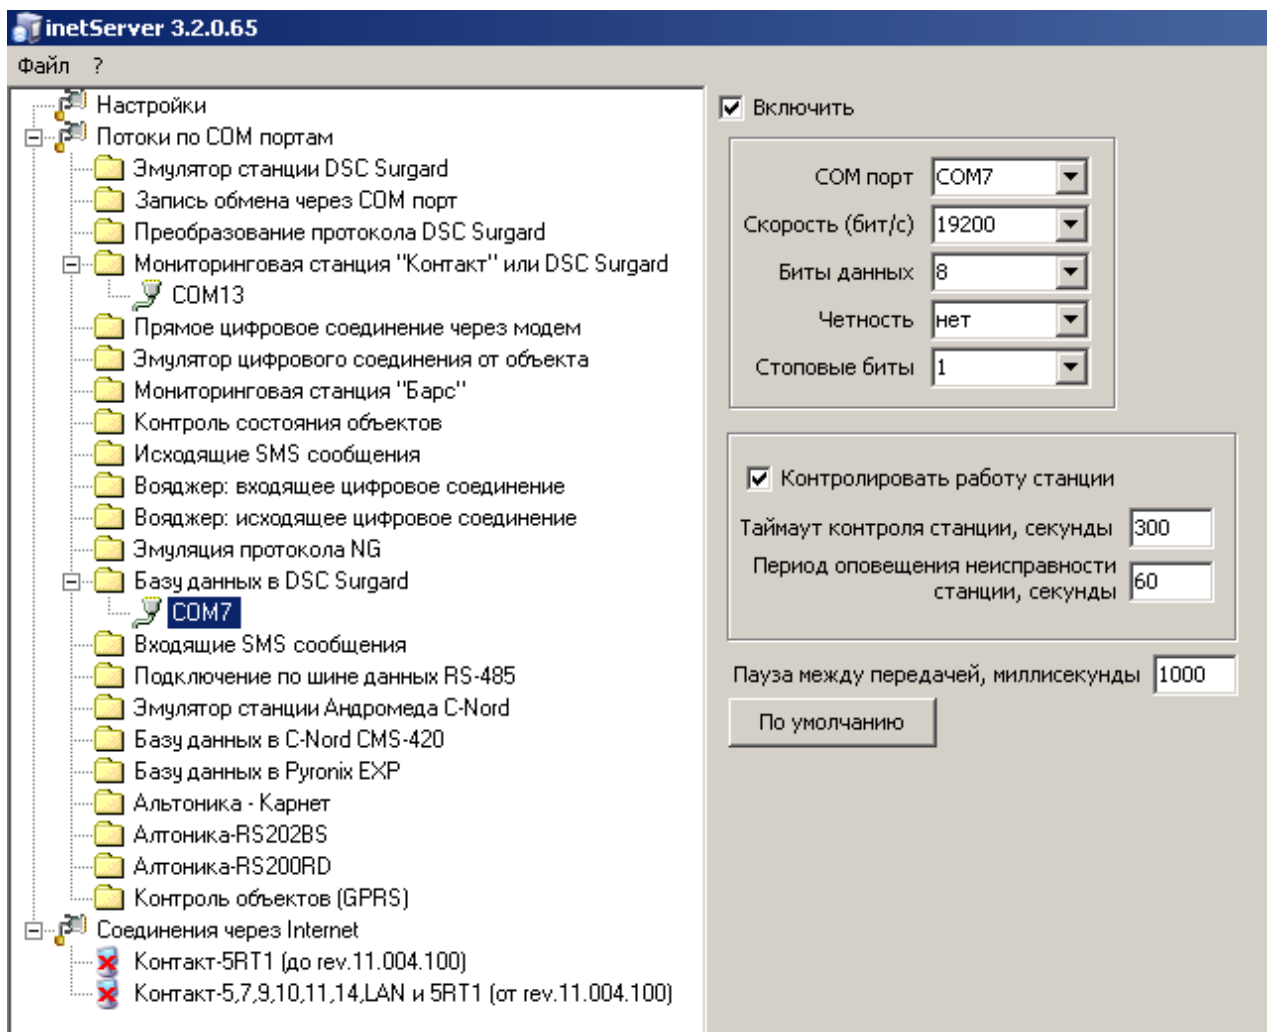 inetServer 3.2.0.65
Файл ?
Настройки
Потоки по COM портам
Эмулятор станции DSC Surgard
Запись обмена через COM порт
Преобразование протокола DSC Surgard
Мониторинговая станция "Контакт" или DSC Surgard
COM13
Прямое цифровое соединение через модем
Эмулятор цифрового соединения от объекта
Мониторинговая станция "Барс"
Контроль состояния объектов
Исходящие SMS сообщения
Вояджер: входящее цифровое соединение
Вояджер: исходящее цифровое соединение
Эмуляция протокола NG
Базу данных в DSC Surgard
COM7
Входящие SMS сообщения
Подключение по шине данных RS-485
Эмулятор станции Андромеда C-Nord
Базу данных в C-Nord CMS-420
Базу данных в Pyronix EXP
Альтоника - Карнет
Алтоника-RS202BS
Алтоника-RS200RD
Контроль объектов (GPRS)
Соединения через Internet
Контакт-5RT1 (до rev.11.004.100)
Контакт-5,7,9,10,11,14,LAN и 5RT1 (от rev.11.004.100)
Включить
COM порт COM7
Скорость (бит/с) 19200
Биты данных 8
Четность нет
Стоповые биты 1
Контролировать работу станции
Таймаут контроля станции, секунды 300
Период оповещения неисправности
станции, секунды 60
Пауза между передачей, миллисекунды 1000
По умолчанию